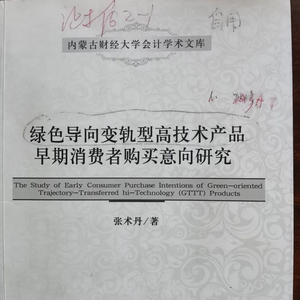 内蒙古财经大学会计学术文库
绿色导向变轨型高技术产品
早期消费者购买意向研究
The Study of Early Consumer Purchase Intentions of Green-oriented
Trajectory-Transferred hi-Technology (GTTT) Products
张术丹/著